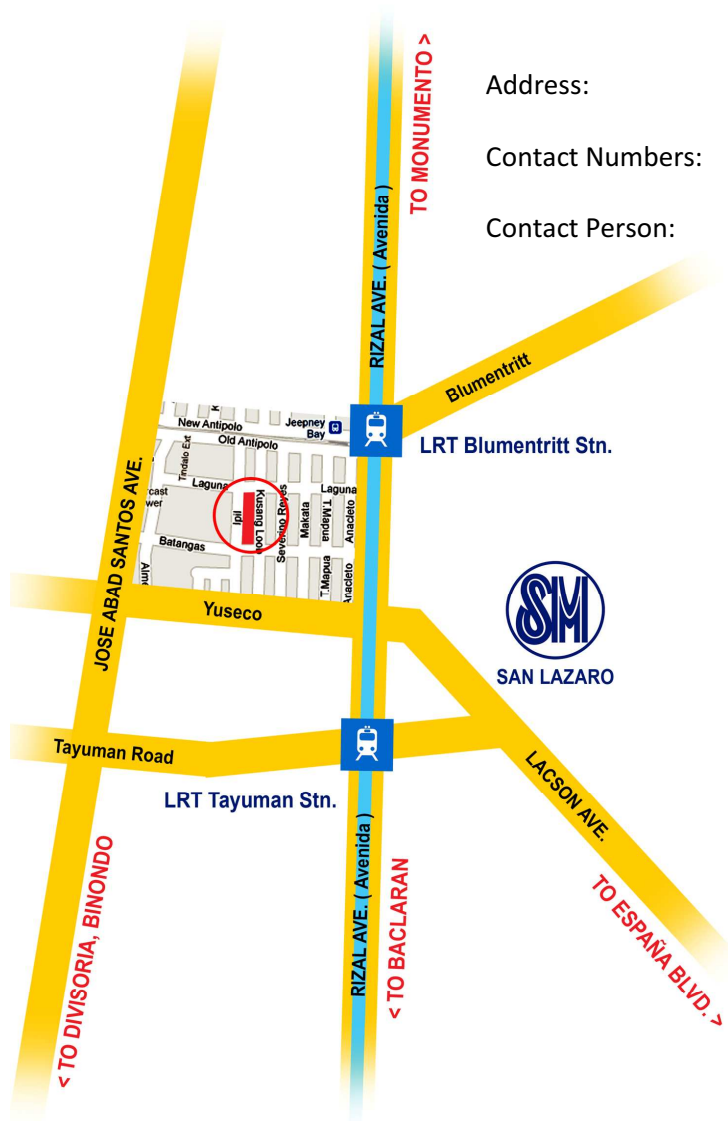 TO MONUMENTO >
Address:
Contact Numbers:
Contact Person:
RIZAL AVE. ( Avenida )
Blumentritt
K
New Antipolo
Jeepney
Bay
Old Antipolo
LRT Blumentritt Stn.
Tindalo Ext
Laguna
Laguna
rcast
wer
Ipil
Kusang Loob
Severino Reyes
Makata
T.Mapua
Anacleto
Batangas
T.Mapua
Anacleto
JOSE ABAD SANTOS AVE.
Yuseco
SM
SAN LAZARO
Tayuman Road
LRT Tayuman Stn.
LACSON AVE.
RIZAL AVE. ( Avenida )
< TO DIVISORIA, BINONDO
< TO BACLARAN
TO ESPAÑA BLVD. >